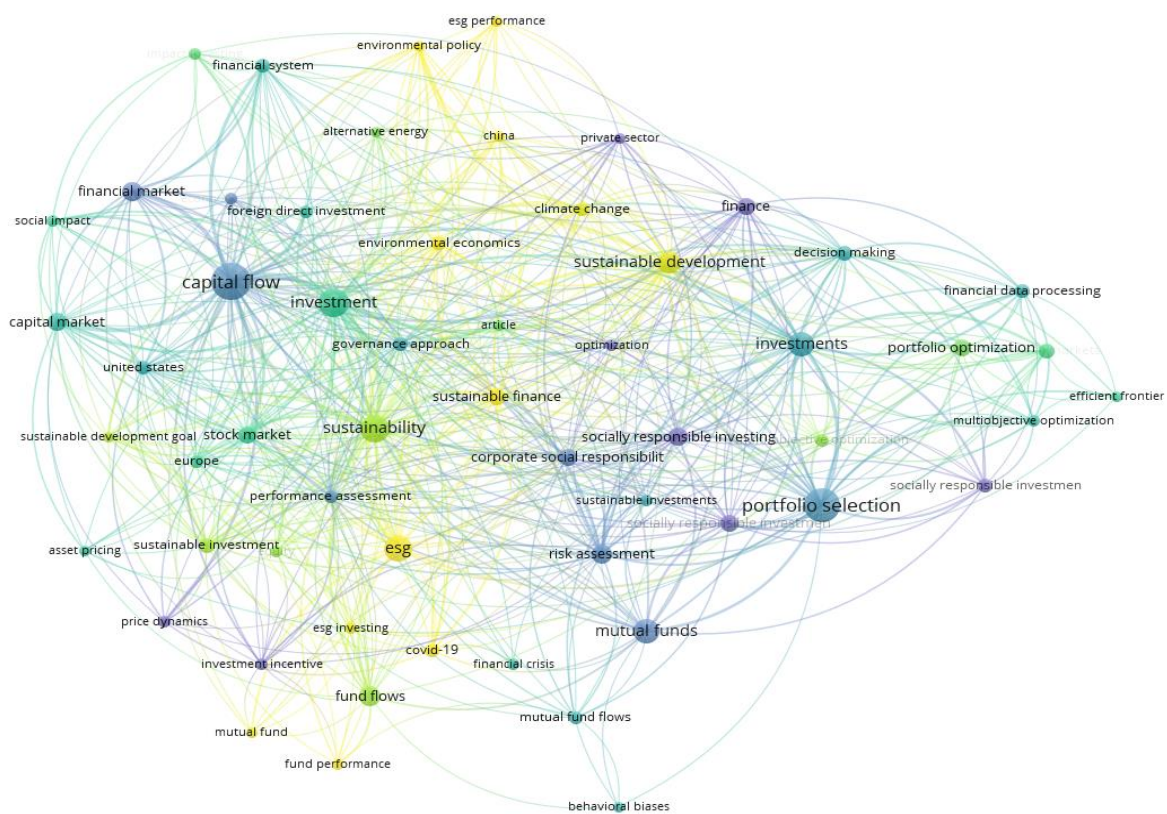 esg performance
environmental policy
impact investing
financial system
alternative energy
china
private sector
financial market
foreign direct investment
social impact
climate change
finance
environmental economics
decision making
sustainable development
capital flow
financial data processing
investment
capital market
article
governance approach
optimization
investments
portfolio optimization
united states
sustainable finance
efficient frontier
multiobjective optimization
sustainability
sustainable development goal
stock market
socially responsible investing
corporate social responsibilit
europe
socially responsible investmen
performance assessment
sustainable investments
portfolio selection
socially responsible investmen
sustainable investment
esg
asset pricing
risk assessment
price dynamics
esg investing
mutual funds
covid-19
investment incentive
financial crisis
fund flows
mutual fund flows
mutual fund
fund performance
behavioral biases